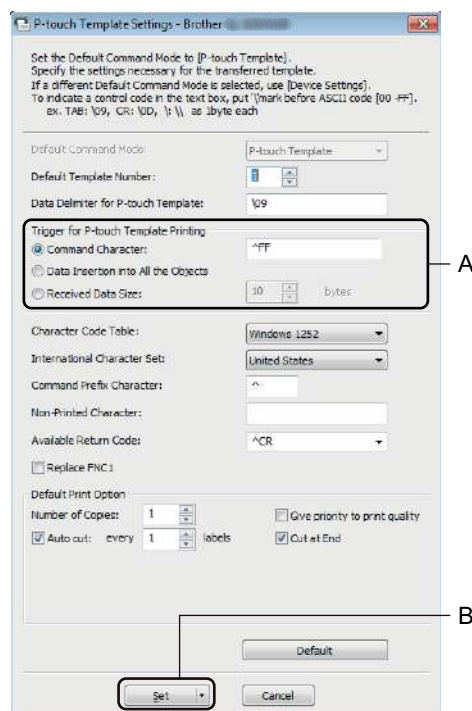 P-touch Template Settings - Brother
Set the Default Command Mode to [P-touch Template].
Specify the settings necessary for the transferred template.
If a different Default Command Mode is selected, use [Device Settings].
To indicate a control code in the text box, put '\'mark before ASCII code [00 -FF].
ex. TAB: \09, CR: \0D, \: \\ as 1byte each
Default Command Mode: P-touch Template
Default Template Number: 1
Data Delimiter for P-touch Template: \09
Trigger for P-touch Template Printing
Command Character: ^FF
A
Data Insertion into All the Objects
Received Data Size: 10 bytes
Character Code Table: Windows 1252
International Character Set: United States
Command Prefix Character: ^
Non-Printed Character:
Available Return Code: ^CR
Replace FNC1
Default Print Option
Number of Copies: 1 Give priority to print quality
Auto cut: every 1 labels Cut at End
B
Default
Set Cancel